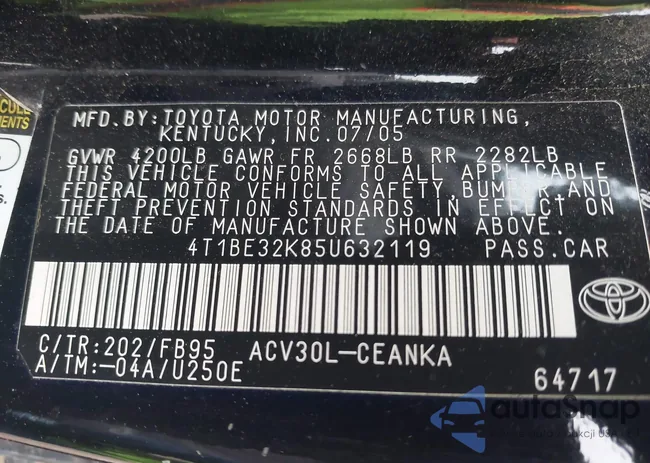 CULE
MENTS
MFD.BY:TOYOTA MOTOR MANUFACTURING,
KENTUCKY,INC.07/05
GVWR 4200LB GAWR FR 2668LB RR 2282LB
THIS VEHICLE CONFORMS TO ALL APPLICABLE
FEDERAL MOTOR VEHICLE SAFETY,BUMPER,AND
THEFT PREVENTION STANDARDS IN EFFECT ON
THE DATE OF MANUFACTURE SHOWN ABOVE.
4T1BE32K85U632119 PASS.CAR
C/TR:202/FB95 ACV30L-CEANKA
A/TM:-04A/U250E
64717
autoSnap